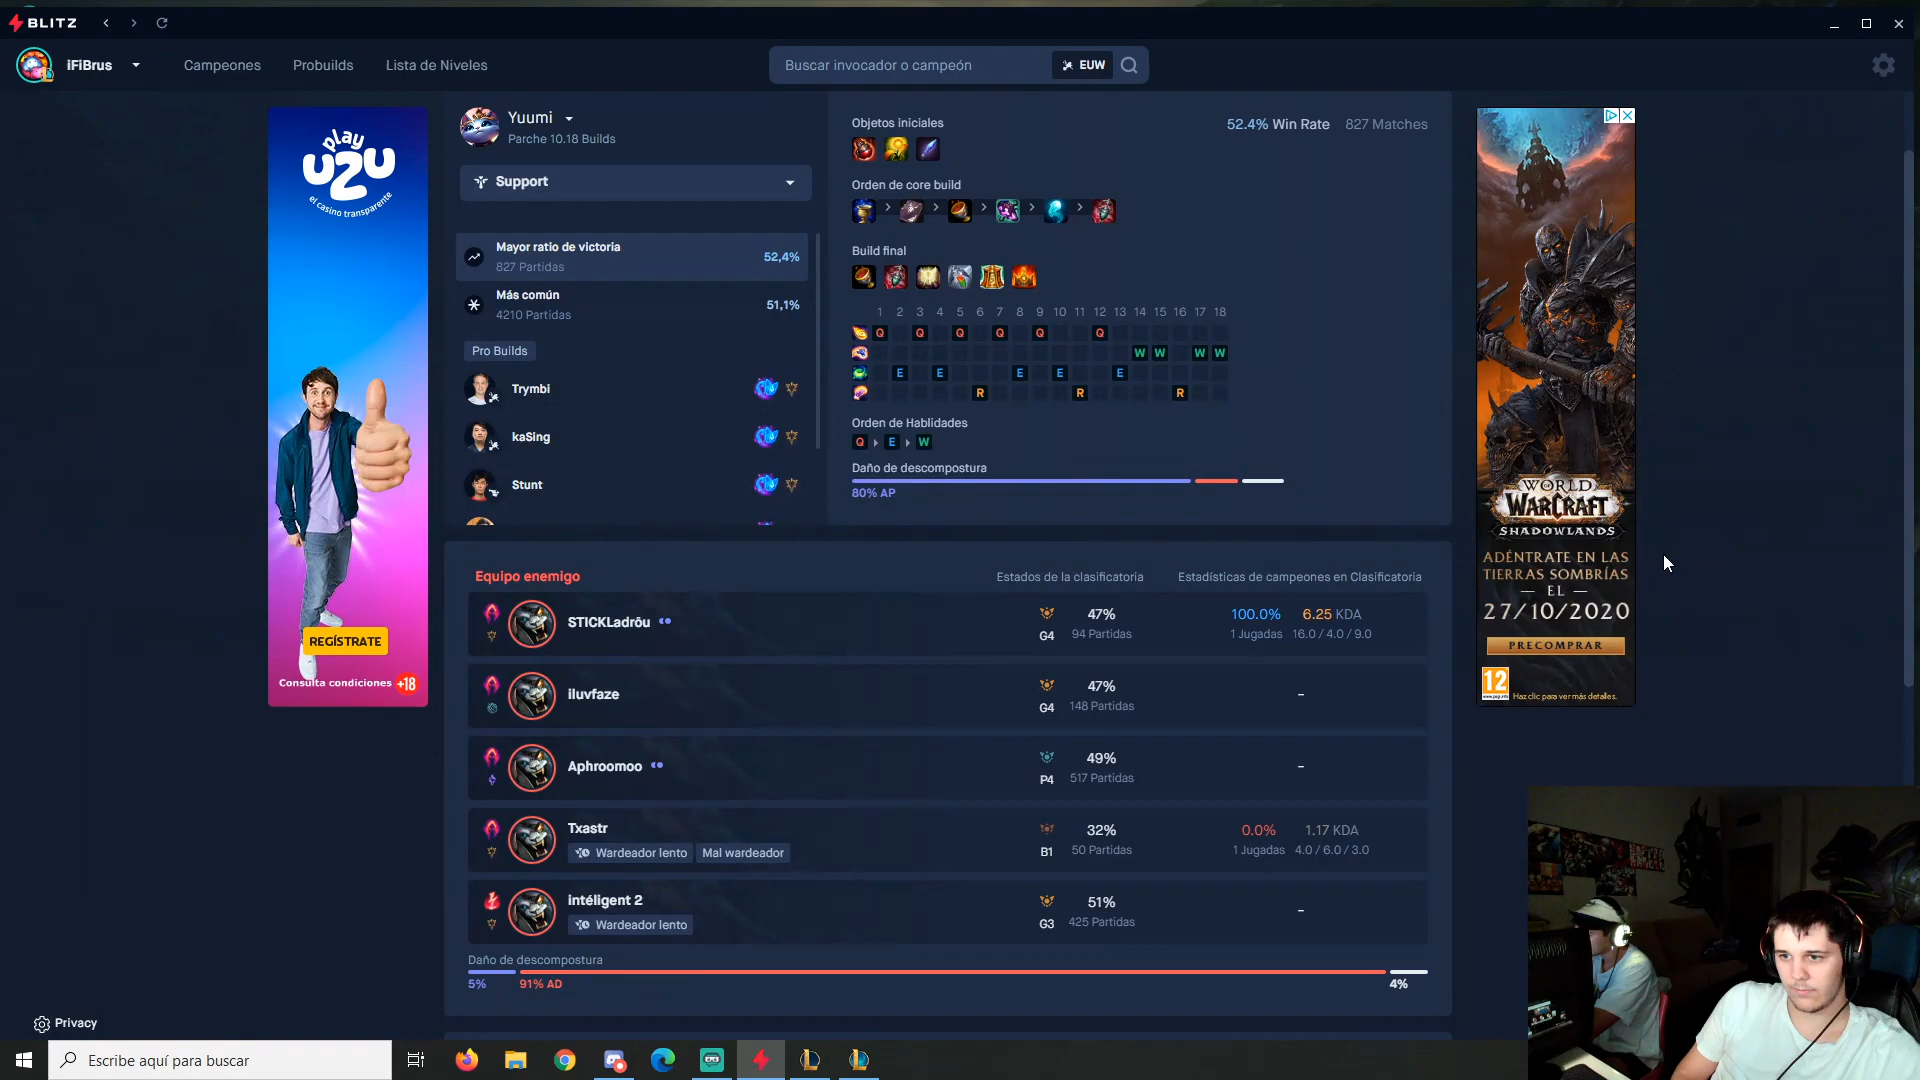 BLITZ
iFiBrus
Campeones
Probuilds
Lista de Niveles
Buscar invocador o campeón
EUW
play
uzu
el casino transparente
REGÍSTRATE
Consulta condiciones +18
Yuumi
Parche 10.18 Builds
Support
Mayor ratio de victoria
827 Partidas
52,4%
Más común
4210 Partidas
51,1%
Pro Builds
Trymbi
kaSing
Stunt
Objetos iniciales
52.4% Win Rate 827 Matches
Orden de core build
Build final
1 2 3 4 5 6 7 8 9 10 11 12 13 14 15 16 17 18
Q Q Q Q Q Q
W W W W
E E E E E
R R R
Orden de Hablidades
Q E W
Daño de descompostura
80% AP
Equipo enemigo
Estados de la clasificatoria
Estadísticas de campeones en Clasificatoria
STICKLadrôu
G4
47%
94 Partidas
100.0% 6.25 KDA
1 Jugadas 16.0 / 4.0 / 9.0
iluvfaze
G4
47%
148 Partidas
-
Aphroomoo
P4
49%
517 Partidas
-
Txastr
Wardeador lento
Mal wardeador
B1
32%
50 Partidas
0.0% 1.17 KDA
1 Jugadas 4.0 / 6.0 / 3.0
intéligent 2
Wardeador lento
G3
51%
425 Partidas
-
Daño de descompostura
5%
91% AD
4%
WORLD
OF
WARCRAFT
SHADOWLANDS
ADÉNTRATE EN LAS
TIERRAS SOMBRÍAS
— EL —
27/10/2020
PRECOMPRAR
12
Haz clic para ver más detalles.
Privacy
Escribe aquí para buscar